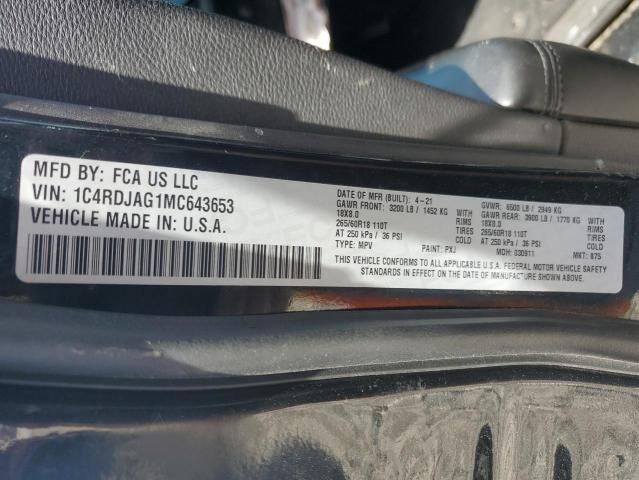 MFD BY: FCA US LLC
VIN: 1C4RDJAG1MC643653
VEHICLE MADE IN: U.S.A.
DATE OF MFR (BUILT): 4-21
GAWR FRONT: 3200 LB / 1452 KG
18X8.0 WITH
265/60R18 110T RIMS
AT 250 kPa / 36 PSI TIRES
COLD
TYPE: MPV PAINT: PXJ
GVWR: 6500 LB / 2949 KG
GAWR REAR: 3900 LB / 1770 KG
18X8.0 WITH
265/60R18 110T RIMS
AT 250 kPa / 36 PSI TIRES
COLD
MDH: 030911 MKT: 875
THIS VEHICLE CONFORMS TO ALL APPLICABLE U.S.A. FEDERAL MOTOR VEHICLE SAFETY
STANDARDS IN EFFECT ON THE DATE OF MANUFACTURE SHOWN ABOVE.